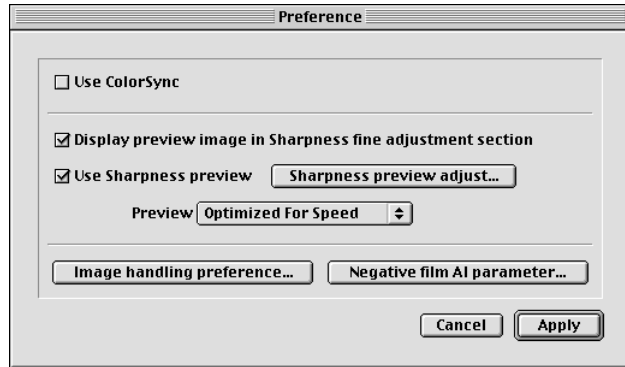 Preference
Use ColorSync
Display preview image in Sharpness fine adjustment section
Use Sharpness preview Sharpness preview adjust...
Preview Optimized For Speed
Image handling preference... Negative film AI parameter...
Cancel Apply